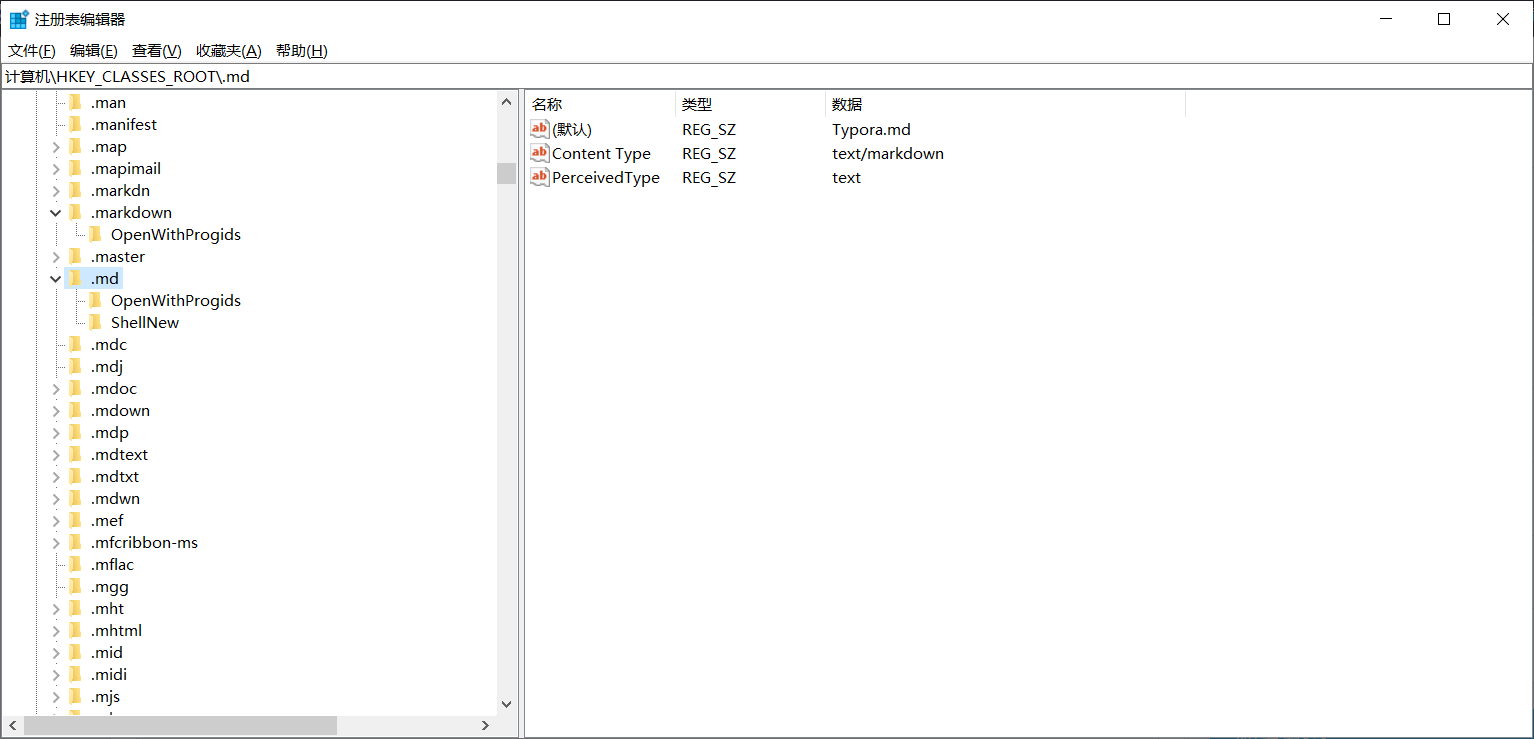 注册表编辑器
文件(F) 编辑(E) 查看(V) 收藏夹(A) 帮助(H)
计算机\HKEY_CLASSES_ROOT\.md
.man
.manifest
.map
.mapimail
.markdn
.markdown
OpenWithProgids
.master
.md
OpenWithProgids
ShellNew
.mdc
.mdj
.mdoc
.mdown
.mdp
.mdtext
.mdtxt
.mdwn
.mef
.mfcribbon-ms
.mflac
.mgg
.mht
.mhtml
.mid
.midi
.mjs
名称 类型 数据
ab (默认) REG_SZ Typora.md
ab Content Type REG_SZ text/markdown
ab PerceivedType REG_SZ text